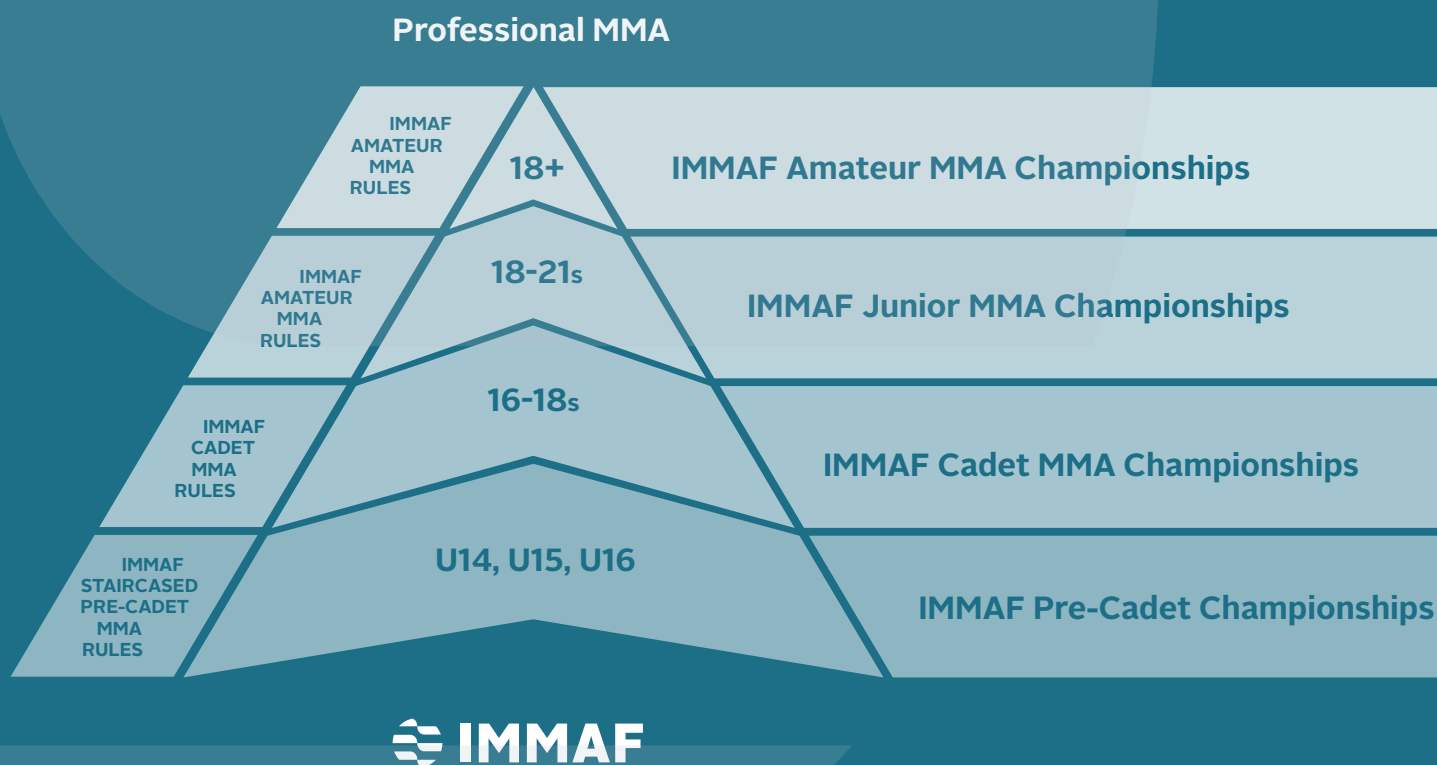 Professional MMA
IMMAF
AMATEUR
MMA
RULES
18+
IMMAF Amateur MMA Championships
IMMAF
AMATEUR
MMA
RULES
18-21s
IMMAF Junior MMA Championships
IMMAF
CADET
MMA
RULES
16-18s
IMMAF Cadet MMA Championships
IMMAF
STAIRCASED
PRE-CADET
MMA
RULES
U14, U15, U16
IMMAF Pre-Cadet Championships
IMMAF